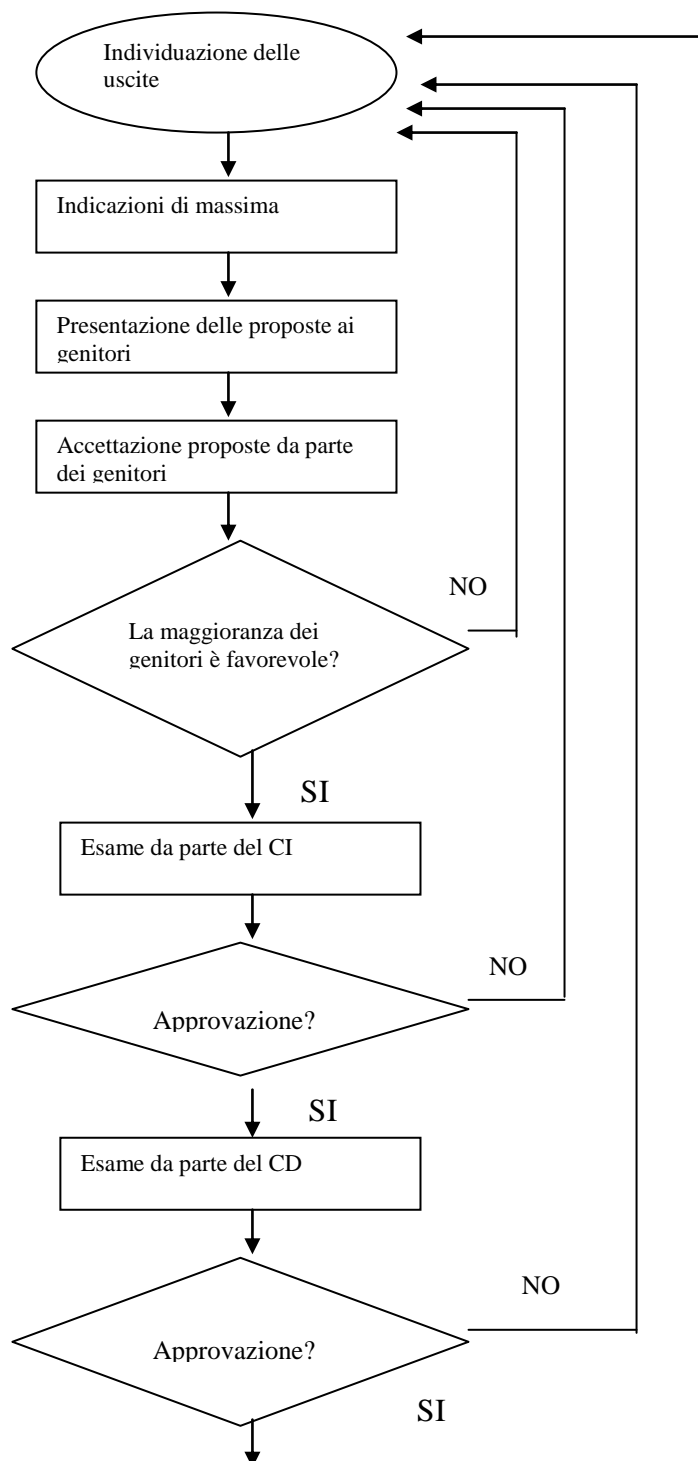 Individuazione delle
uscite
Indicazioni di massima
Presentazione delle proposte ai
genitori
Accettazione proposte da parte
dei genitori
NO
La maggioranza dei
genitori è favorevole?
SI
Esame da parte del CI
NO
Approvazione?
SI
Esame da parte del CD
NO
Approvazione?
SI